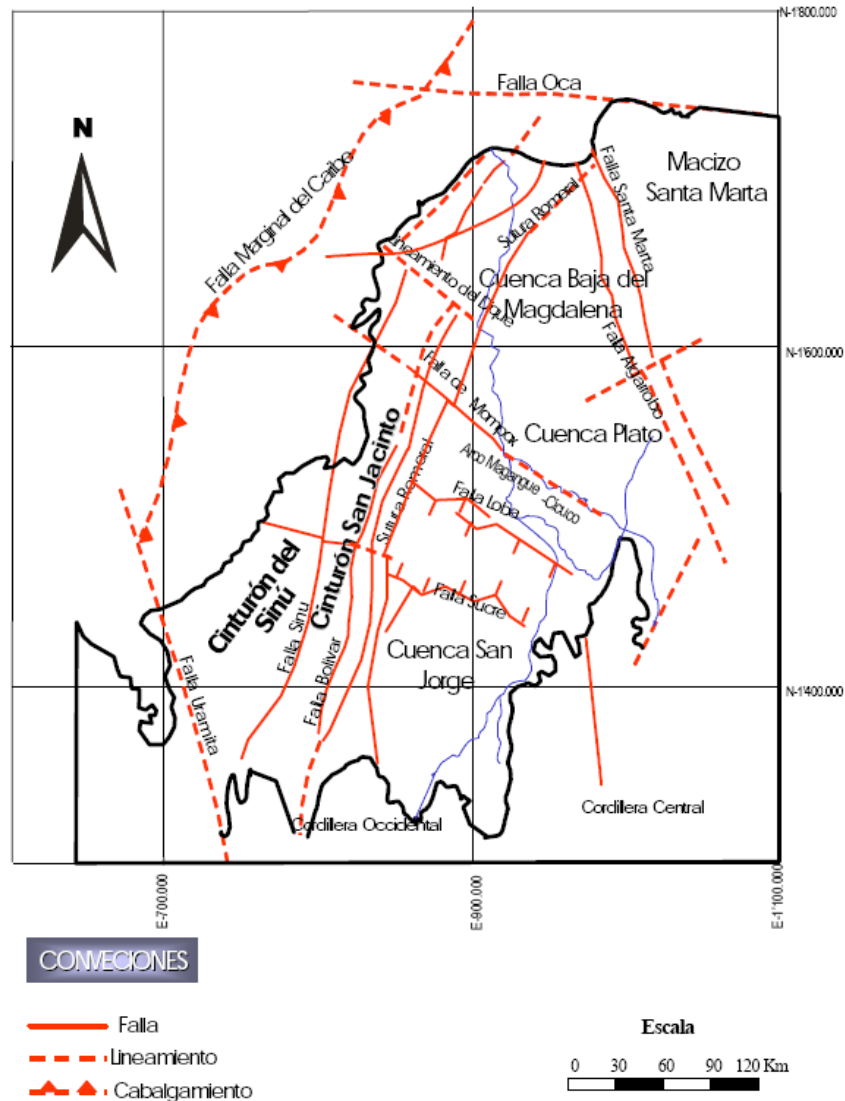 N-1'800.000
Falla Oca
N
Macizo
Santa Marta
Falla Santa Marta
Falla Marginal del Caribe
Sutura Romeral
Lineamiento del Dique
Cuenca Baja del
Magdalena
N-1'600.000
Falla Algarrobo
Falla de Mompox
Cuenca Plato
Arco Magangue -Cicuco
Falla Loba
Cinturón San Jacinto
Sutura Romeral
Cinturón del
Sinú
Falla Sucre
Falla Sinu
Falla Bolivar
Cuenca San
Jorge
Falla Uramita
N-1'400.000
Cordillera Central
Cordillera Occidental
E-700.000
E-900.000
E-1'100.000
CONVECIONES
Falla
Lineamiento
Cabalgamiento
Escala
0 30 60 90 120 Km